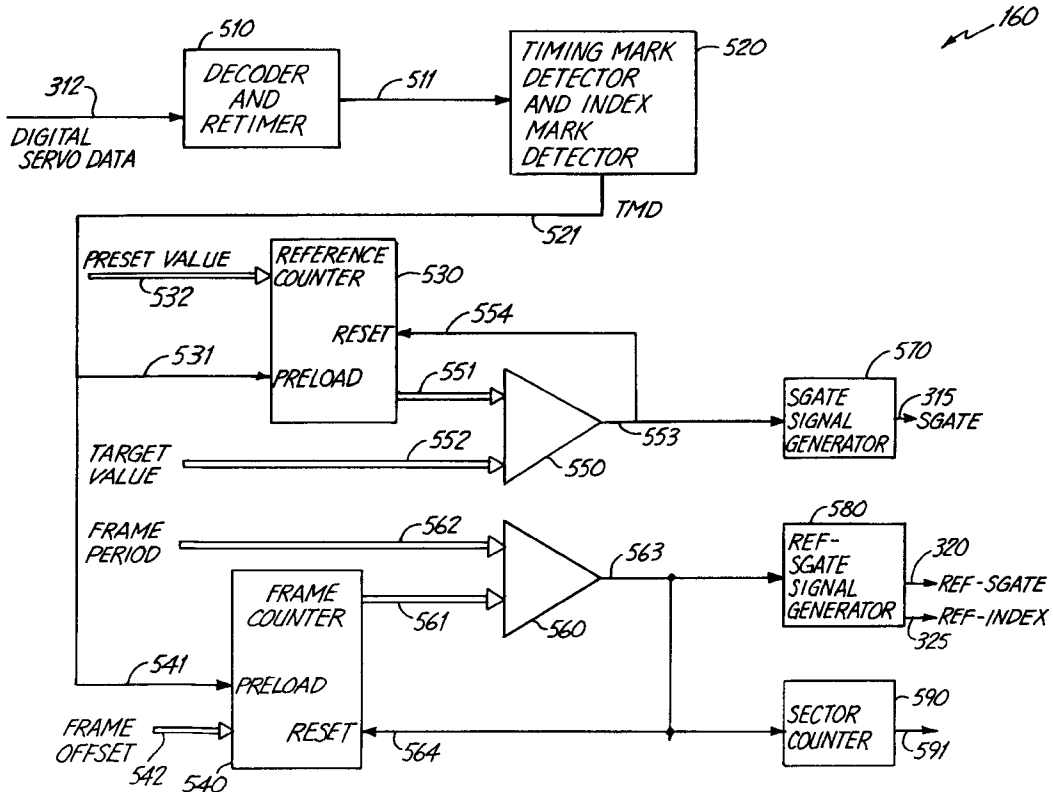 160
510
DECODER
AND
RETIMER
312
DIGITAL
SERVO DATA
511
520
TIMING MARK
DETECTOR
AND INDEX
MARK
DETECTOR
TMD
521
PRESET VALUE
532
REFERENCE
COUNTER
530
RESET
554
531
PRELOAD
551
570
SGATE
SIGNAL
GENERATOR
315
SGATE
553
552
550
TARGET
VALUE
FRAME
PERIOD
562
563
580
REF-
SGATE
SIGNAL
GENERATOR
320
REF-SGATE
REF-INDEX
325
FRAME
COUNTER
561
560
541
PRELOAD
RESET
564
FRAME
OFFSET
542
540
SECTOR
COUNTER
590
591